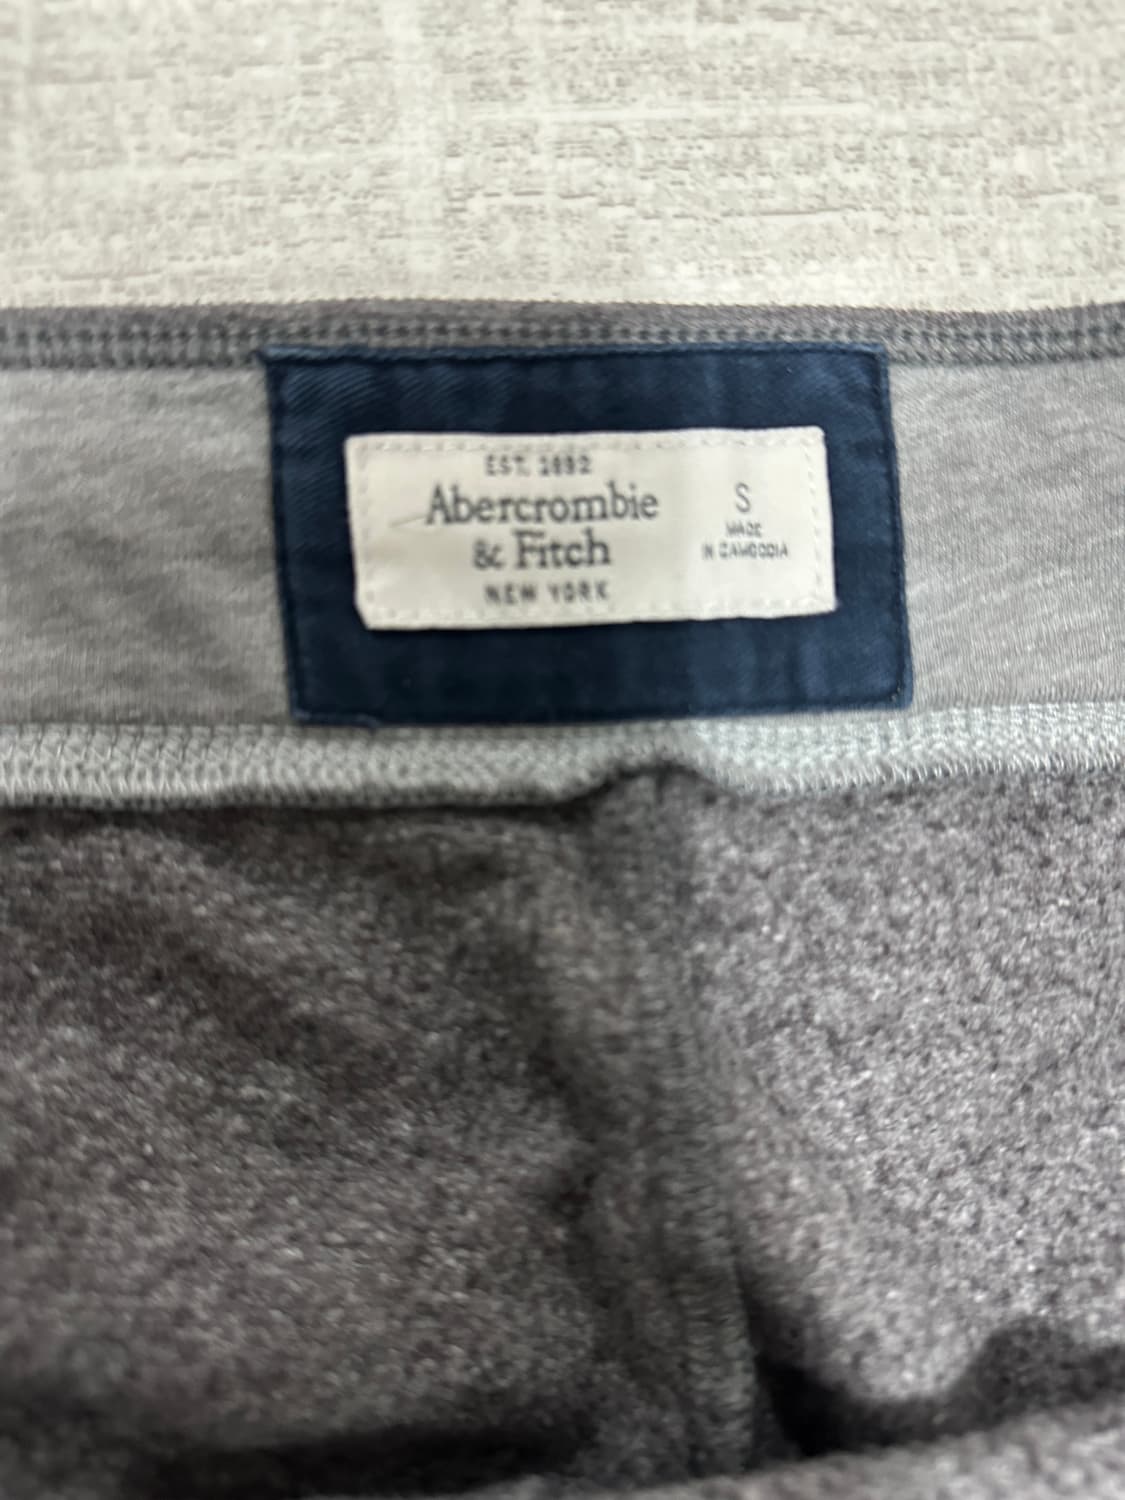 EST. 1892
Abercrombie
& Fitch
NEW YORK
S
MADE
IN CAMBODIA